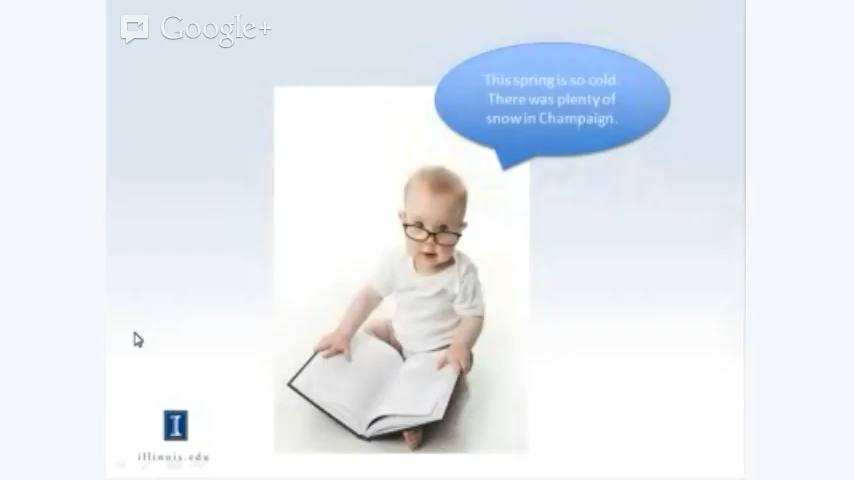 Google+
This spring is so cold.
There was plenty of
snow in Champaign.
I
illinois.edu